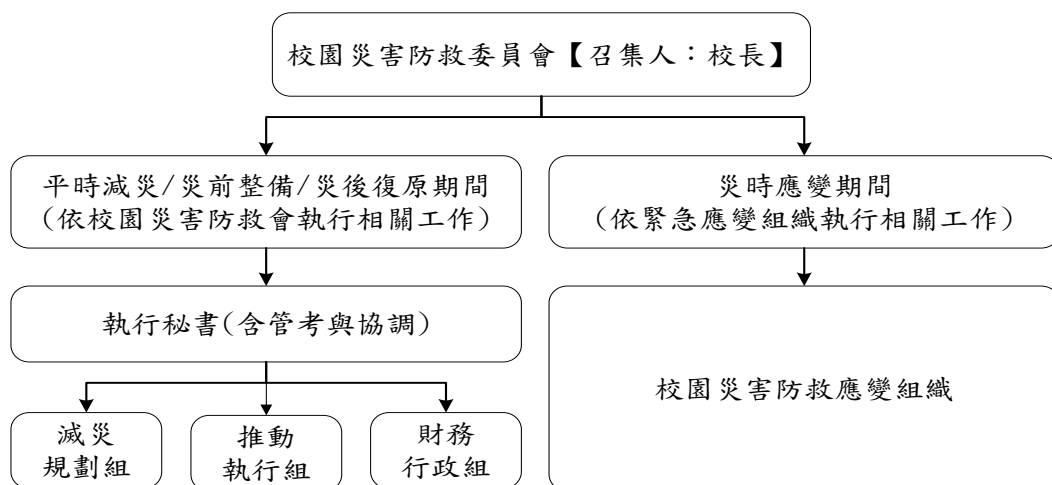 校園災害防救委員會【召集人：校長】
平時減災/災前整備/災後復原期間
(依校園災害防救會執行相關工作)
災時應變期間
(依緊急應變組織執行相關工作)
執行秘書(含管考與協調)
校園災害防救應變組織
減災
規劃組
推動
執行組
財務
行政組